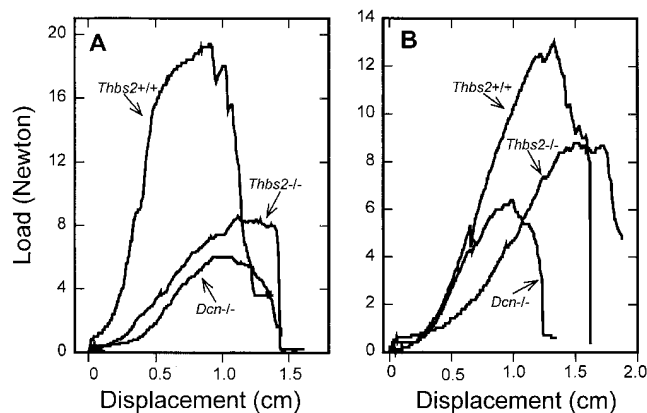 A
B
Load (Newton)
20
16
12
8
4
0
Thbs2+/+
Thbs2-/-
Dcn-/-
0 0.5 1.0 1.5
Displacement (cm)
14
12
10
8
6
4
2
0
Thbs2+/+
Thbs2-/-
Dcn-/-
0 0.5 1.0 1.5 2.0
Displacement (cm)